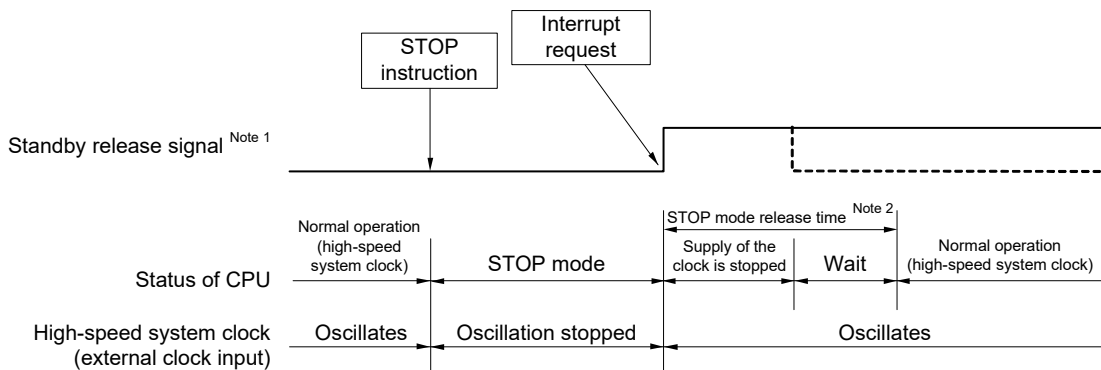 Interrupt
request
STOP
instruction
Standby release signal Note 1
STOP mode release time Note 2
Normal operation
(high-speed
system clock)
Supply of the
clock is stopped
Normal operation
(high-speed system clock)
Status of CPU
STOP mode
Wait
High-speed system clock
(external clock input)
Oscillates
Oscillation stopped
Oscillates